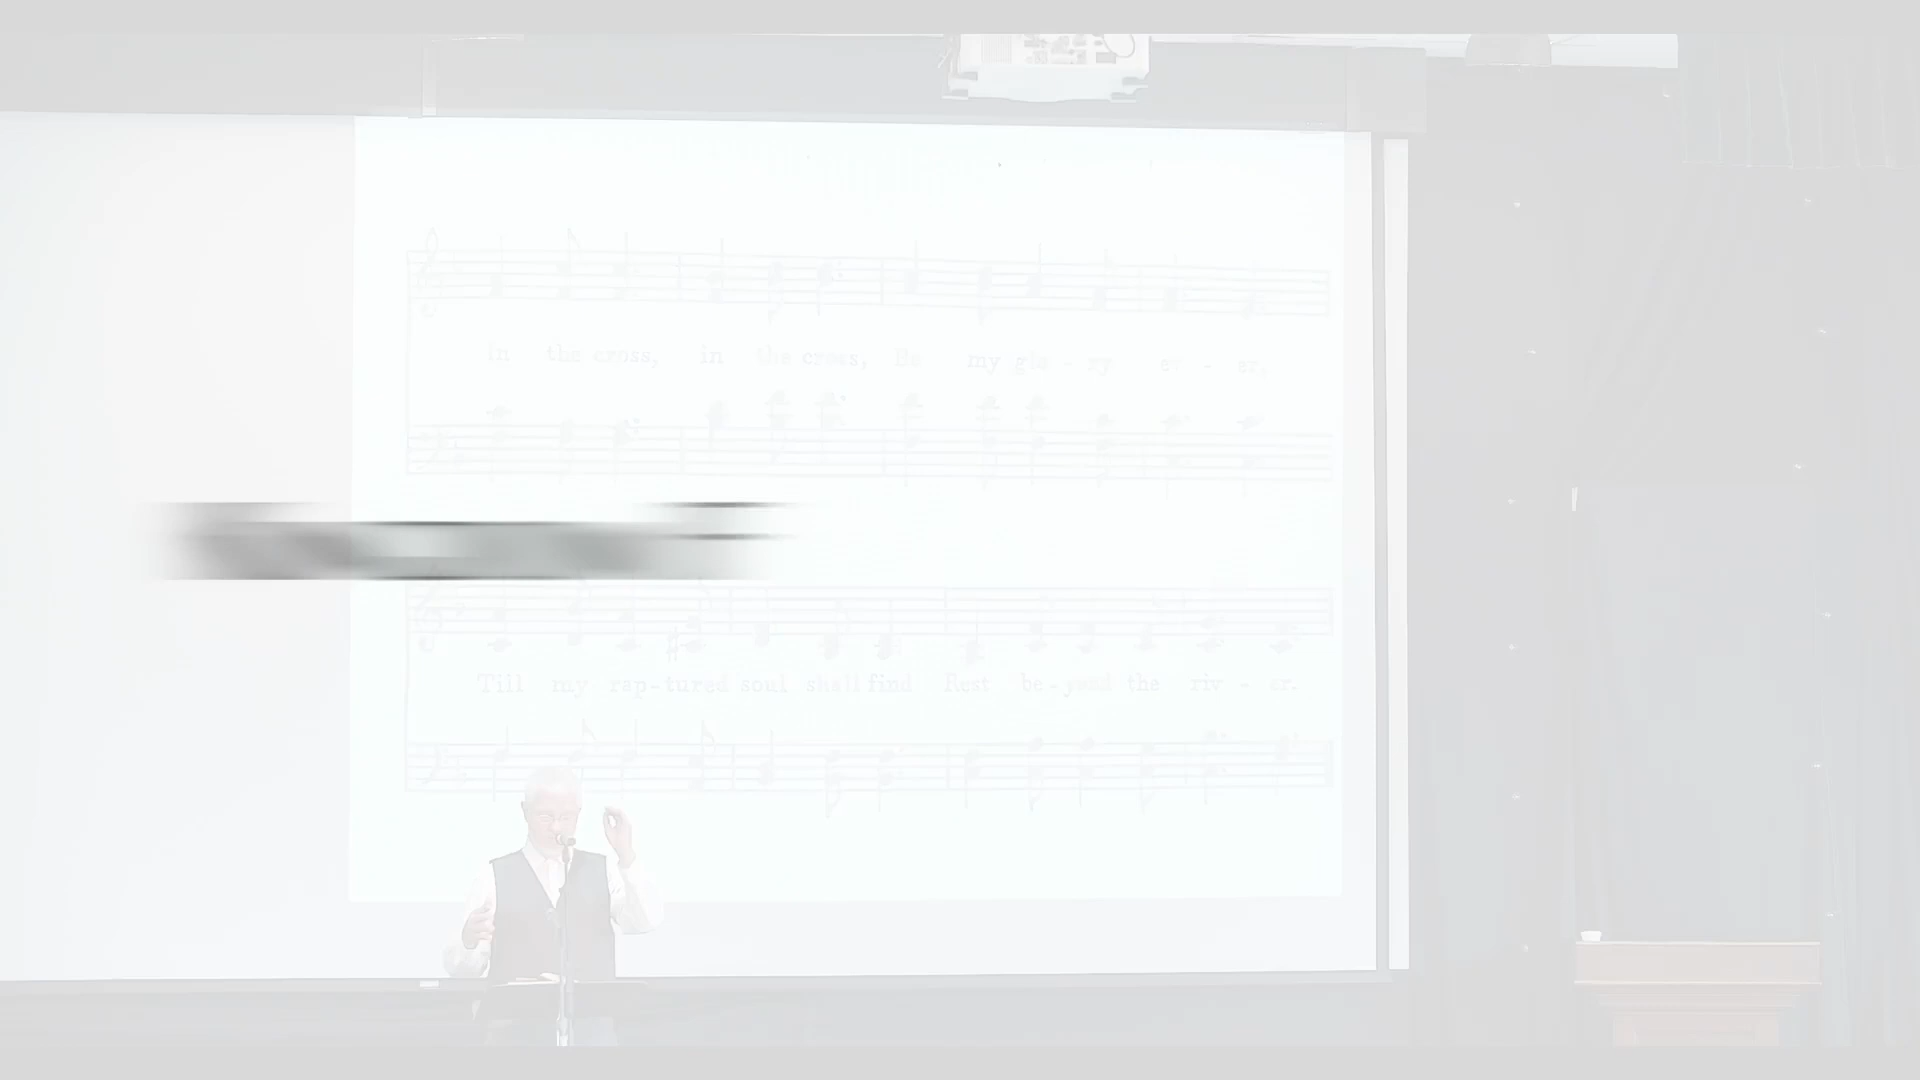 In the cross, in the cross, Be my glo - ry ev - er,
Till my rap-tured soul shall find Rest be-yond the riv - er.